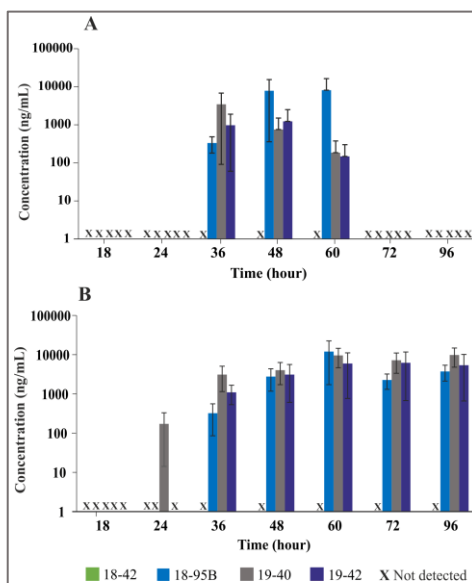 A
Concentration (ng/mL)
100000
10000
1000
100
10
1
X X X X X X X X X X X X X X X X X X X X X X X
18 24 36 48 60 72 96
Time (hour)
B
Concentration (ng/mL)
100000
10000
1000
100
10
1
X X X X X X X X X X X X X
18 24 36 48 60 72 96
Time (hour)
18-42 18-95B 19-40 19-42 X Not detected